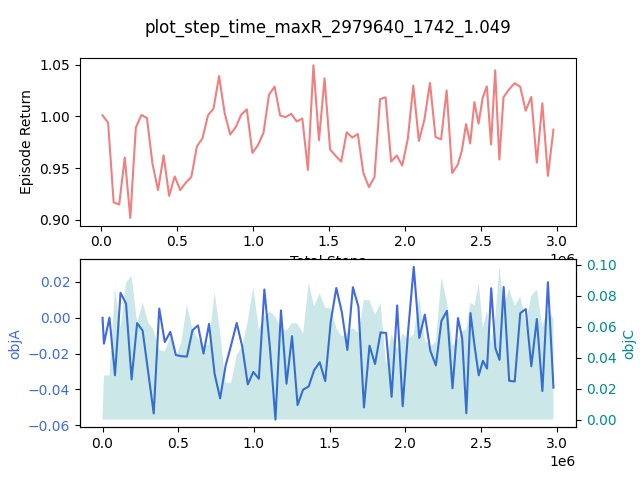 plot_step_time_maxR_2979640_1742_1.049
1.05
1.00
0.95
0.90
Episode Return
0.0 0.5 1.0 1.5 2.0 2.5 3.0
Total Steps 1e6
0.02
0.00
−0.02
−0.04
−0.06
objA
0.10
0.08
0.06
0.04
0.02
0.00
objC
0.0 0.5 1.0 1.5 2.0 2.5 3.0
1e6